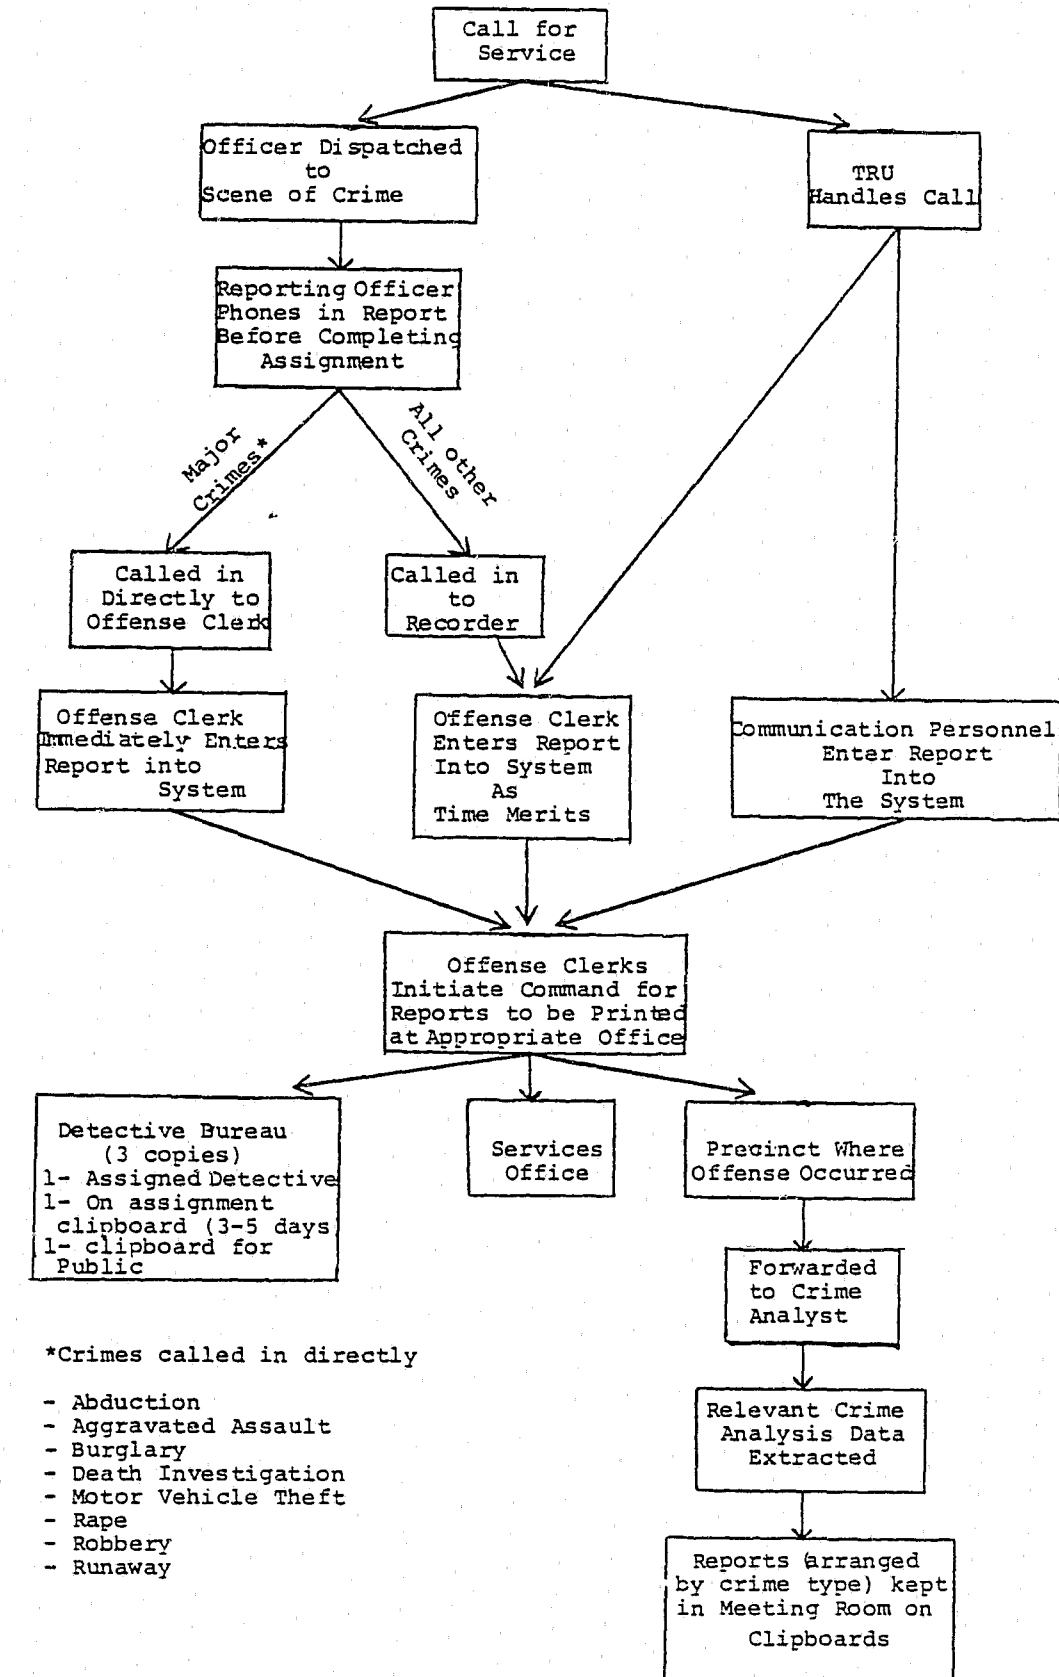 Call for
Service
Officer Dispatched
to
Scene of Crime
TRU
Handles Call
Reporting Officer
Phones in Report
Before Completing
Assignment
Major
Crimes*
All other
Crimes
Called in
Directly to
Offense Clerk
Called in
to
Recorder
Offense Clerk
Immediately Enters
Report into
System
Offense Clerk
Enters Report
Into System
As
Time Merits
Communication Personnel
Enter Report
Into
The System
Offense Clerks
Initiate Command for
Reports to be Printed
at Appropriate Office
Detective Bureau
(3 copies)
1- Assigned Detective
1- On assignment
clipboard (3-5 days
1- clipboard for
Public
Services
Office
Precinct Where
Offense Occurred
Forwarded
to Crime
Analyst
Relevant Crime
Analysis Data
Extracted
Reports (arranged
by crime type) kept
in Meeting Room on
Clipboards
*Crimes called in directly
- Abduction
- Aggravated Assault
- Burglary
- Death Investigation
- Motor Vehicle Theft
- Rape
- Robbery
- Runaway